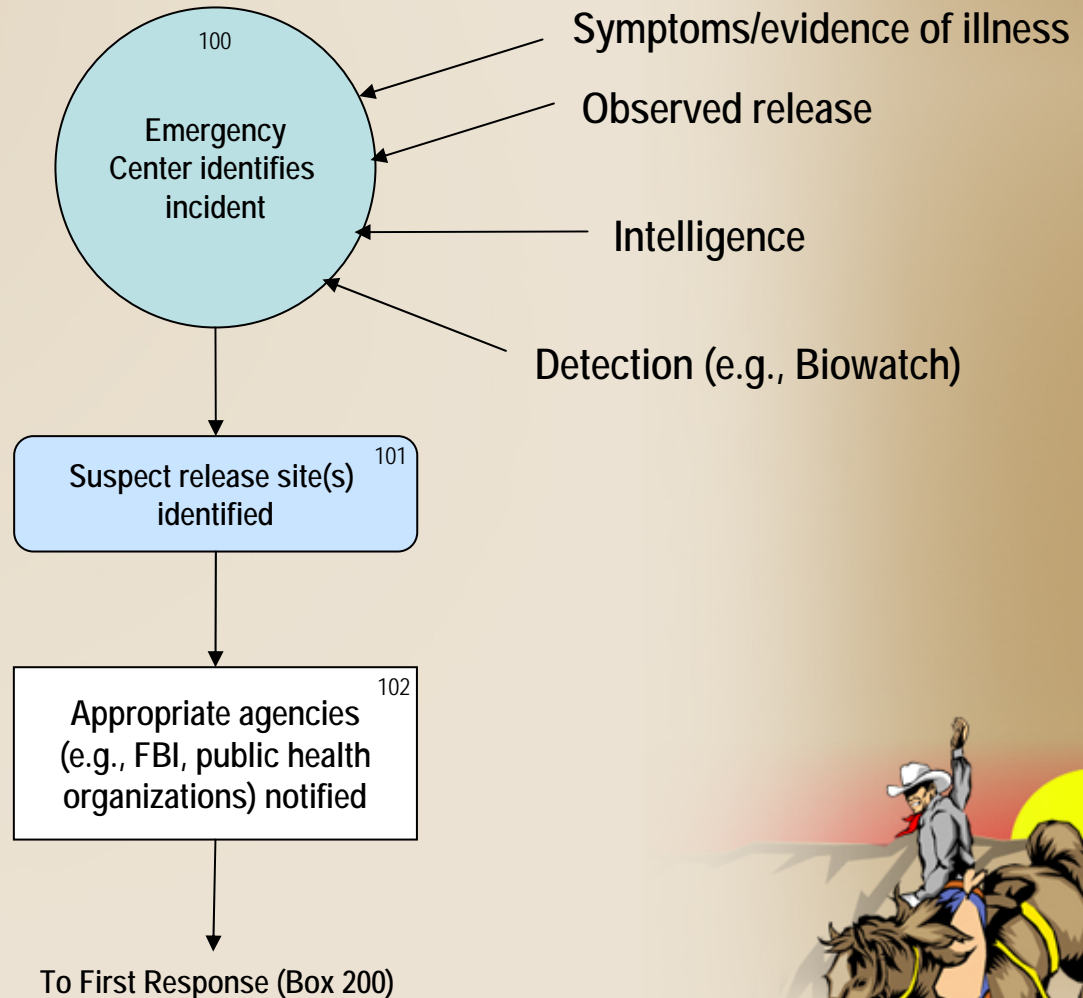 100
Emergency
Center identifies
incident
Symptoms/evidence of illness
Observed release
Intelligence
Detection (e.g., Biowatch)
101
Suspect release site(s)
identified
102
Appropriate agencies
(e.g., FBI, public health
organizations) notified
To First Response (Box 200)